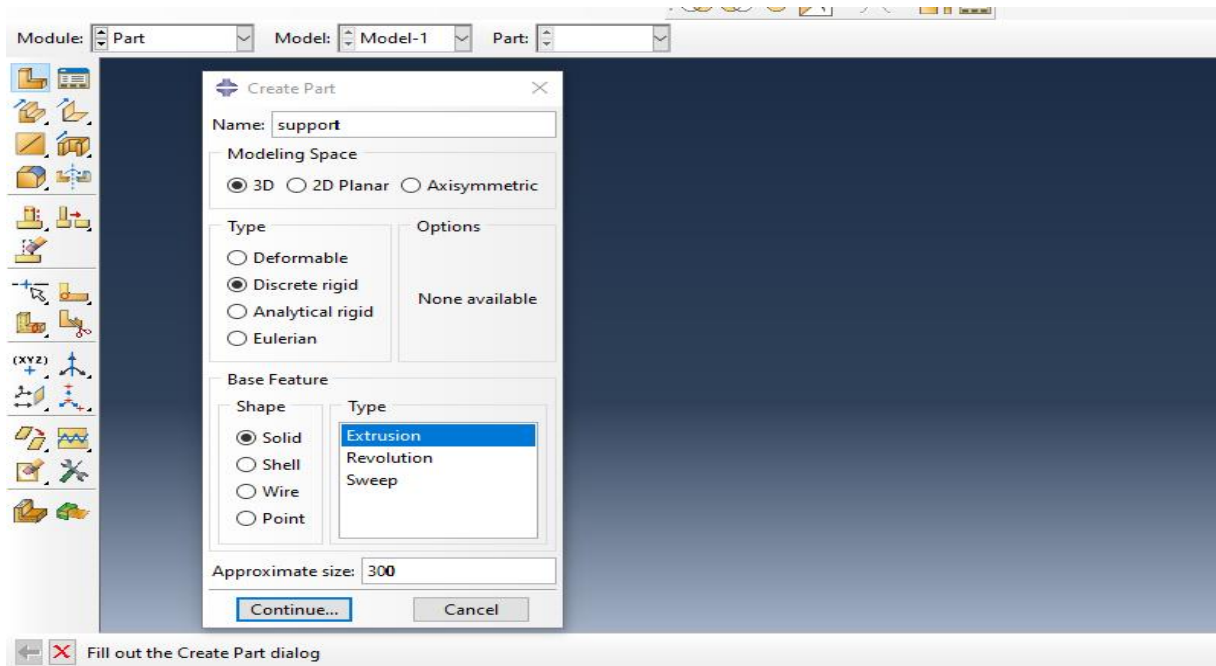 Module: Part Model: Model-1 Part:
Create Part
Name: support
Modeling Space
3D 2D Planar Axisymmetric
Type Options
Deformable
Discrete rigid
None available
Analytical rigid
Eulerian
Base Feature
Shape Type
Solid Extrusion
Shell Revolution
Wire Sweep
Point
Approximate size: 300
Continue... Cancel
(XYZ)
Fill out the Create Part dialog